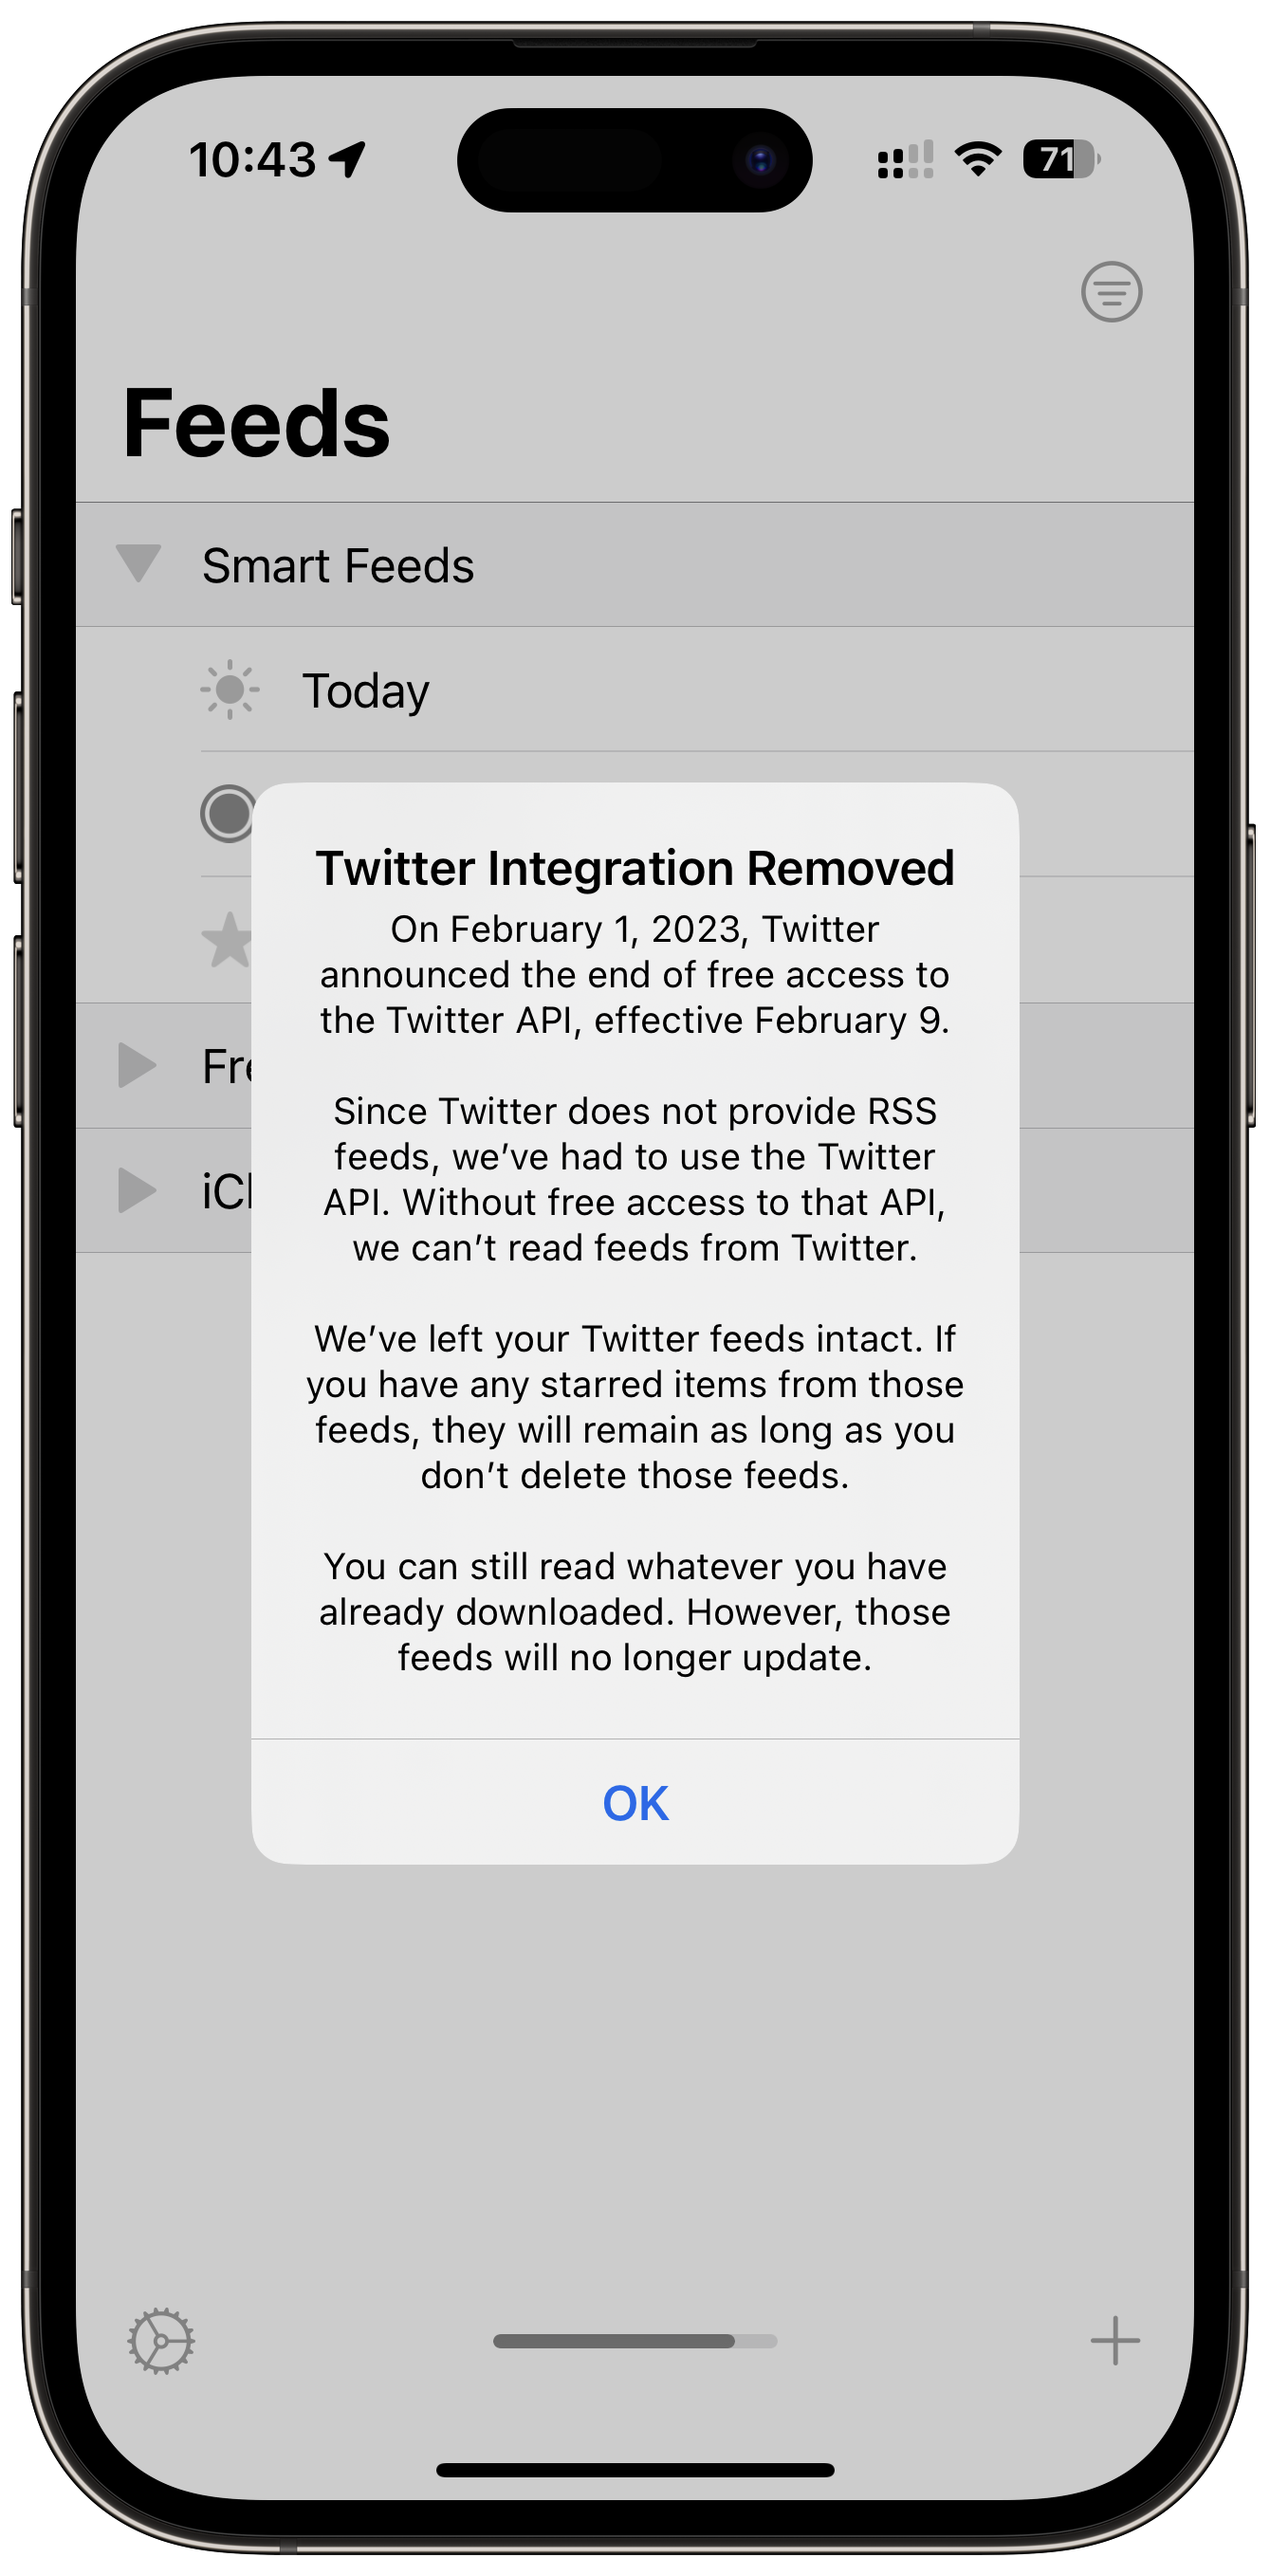 10:43
71
Feeds
Smart Feeds
Today
Twitter Integration Removed
On February 1, 2023, Twitter
announced the end of free access to
the Twitter API, effective February 9.
Since Twitter does not provide RSS
feeds, we’ve had to use the Twitter
API. Without free access to that API,
we can’t read feeds from Twitter.
We’ve left your Twitter feeds intact. If
you have any starred items from those
feeds, they will remain as long as you
don’t delete those feeds.
You can still read whatever you have
already downloaded. However, those
feeds will no longer update.
OK